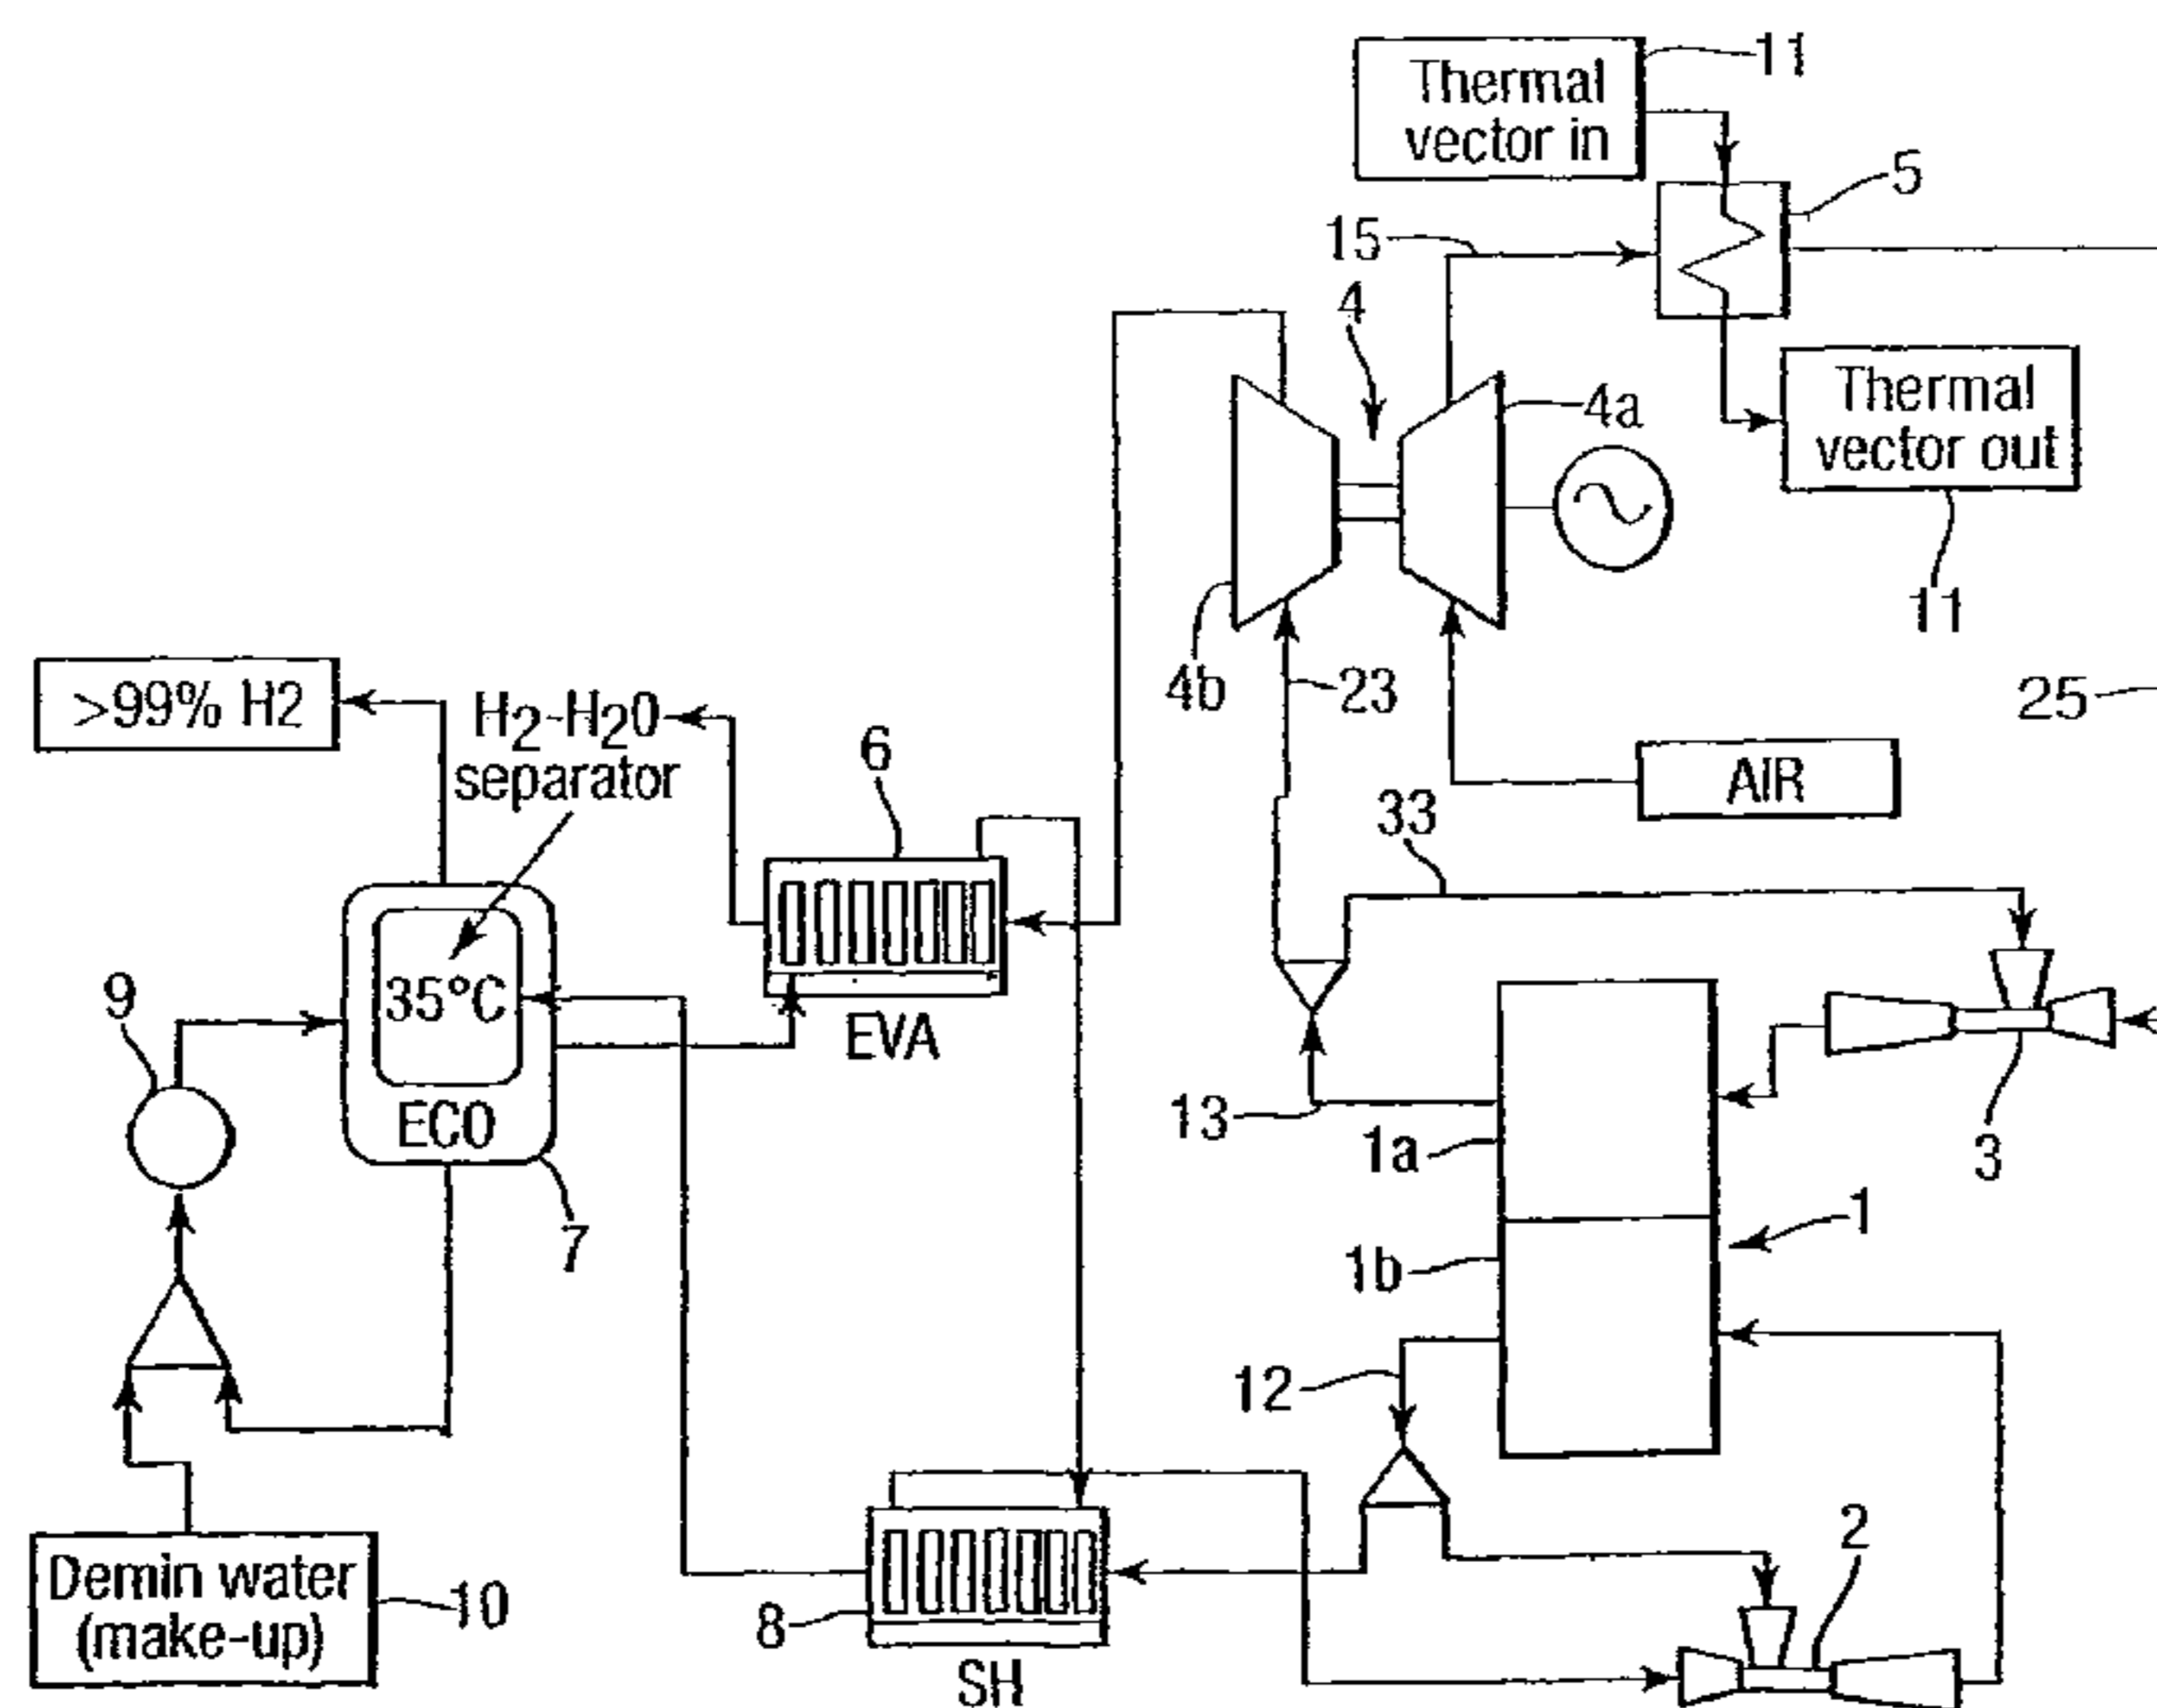 11
Thermal
vector in
5
15
4
4a
Thermal
vector out
11
4b
23
25
>99% H2
H2-H2O
separator
6
AIR
33
9
35°C
EVA
ECO
13
1a
3
7
1
1b
12
2
Demin water
(make-up)
10
8
SH